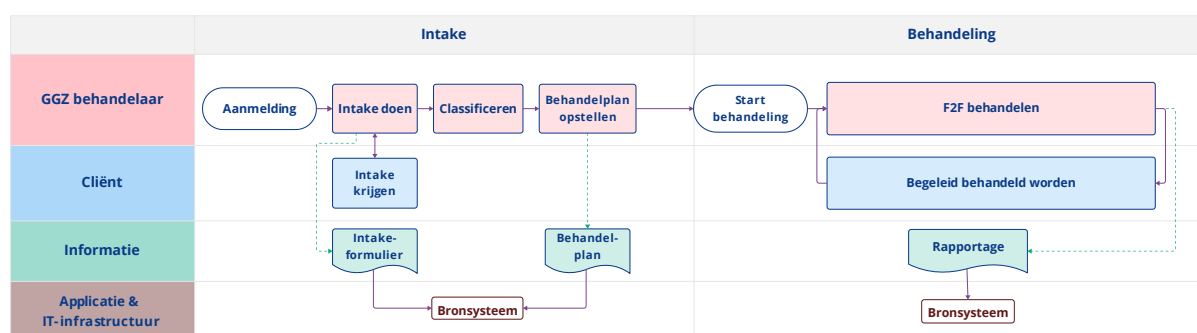 Intake
Behandeling
GGZ behandelaar
Aanmelding
Intake doen
Classificeren
Behandelplan
opstellen
Start
behandeling
F2F behandelen
Cliënt
Intake
krijgen
Begeleid behandeld worden
Informatie
Intake-
formulier
Behandel-
plan
Rapportage
Applicatie &
IT-infrastructuur
Bronsysteem
Bronsysteem